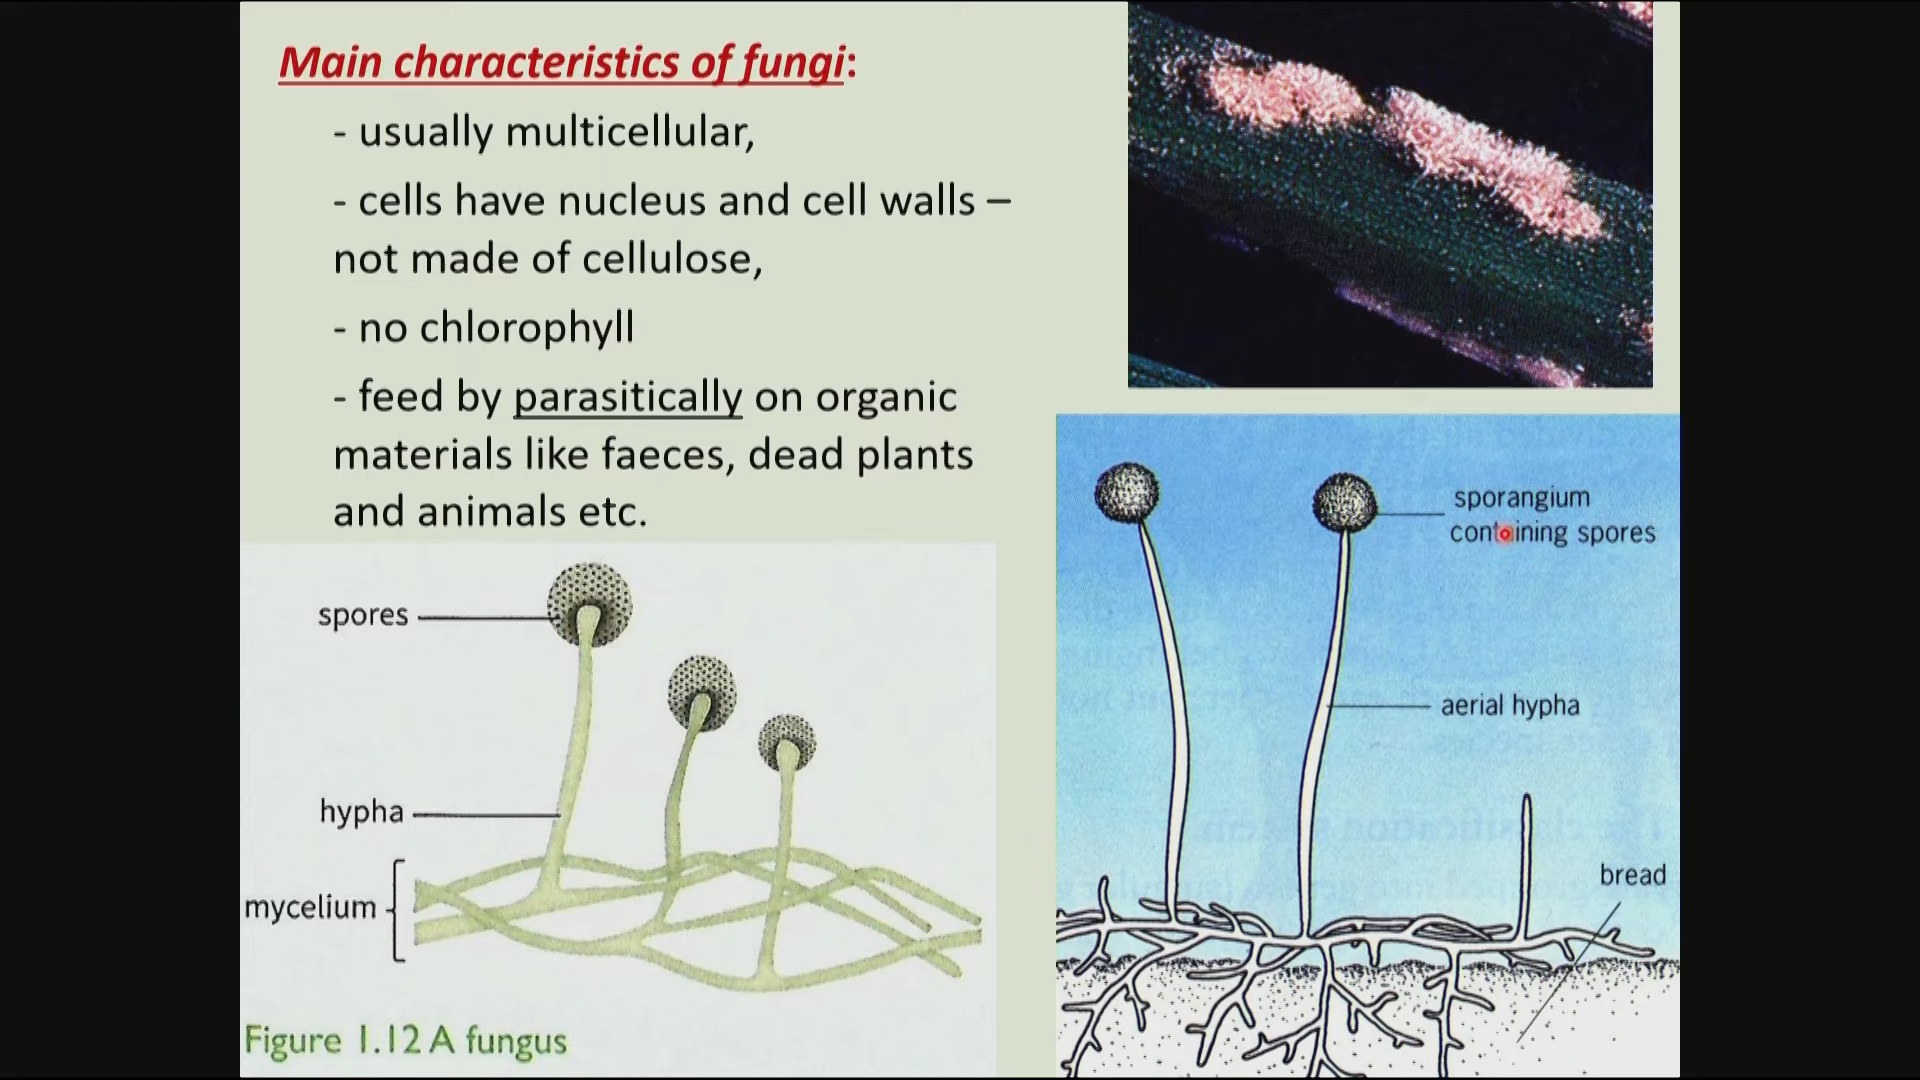 Main characteristics of fungi:
- usually multicellular,
- cells have nucleus and cell walls –
not made of cellulose,
- no chlorophyll
- feed by parasitically on organic
materials like faeces, dead plants
and animals etc.
spores
hypha
mycelium
Figure 1.12 A fungus
sporangium
containing spores
aerial hypha
bread